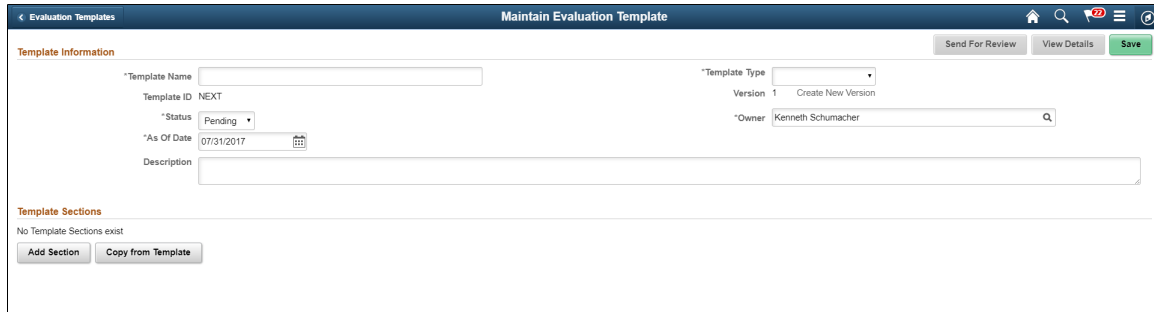 Evaluation Templates
Maintain Evaluation Template
22
Send For Review
View Details
Save
Template Information
*Template Name
*Template Type
Template ID NEXT
Version 1 Create New Version
*Status Pending
*Owner Kenneth Schumacher
*As Of Date 07/31/2017
Description
Template Sections
No Template Sections exist
Add Section
Copy from Template